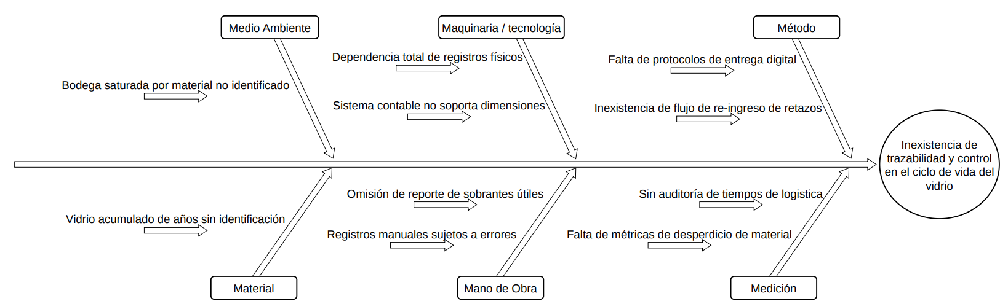 Medio Ambiente
Maquinaria / tecnología
Método
Dependencia total de registros físicos
Falta de protocolos de entrega digital
Bodega saturada por material no identificado
Sistema contable no soporta dimensiones
Inexistencia de flujo de re-ingreso de retazos
Inexistencia de
trazabilidad y control
en el ciclo de vida del
vidrio
Omisión de reporte de sobrantes útiles
Sin auditoría de tiempos de logistica
Vidrio acumulado de años sin identificación
Registros manuales sujetos a errores
Falta de métricas de desperdicio de material
Material
Mano de Obra
Medición